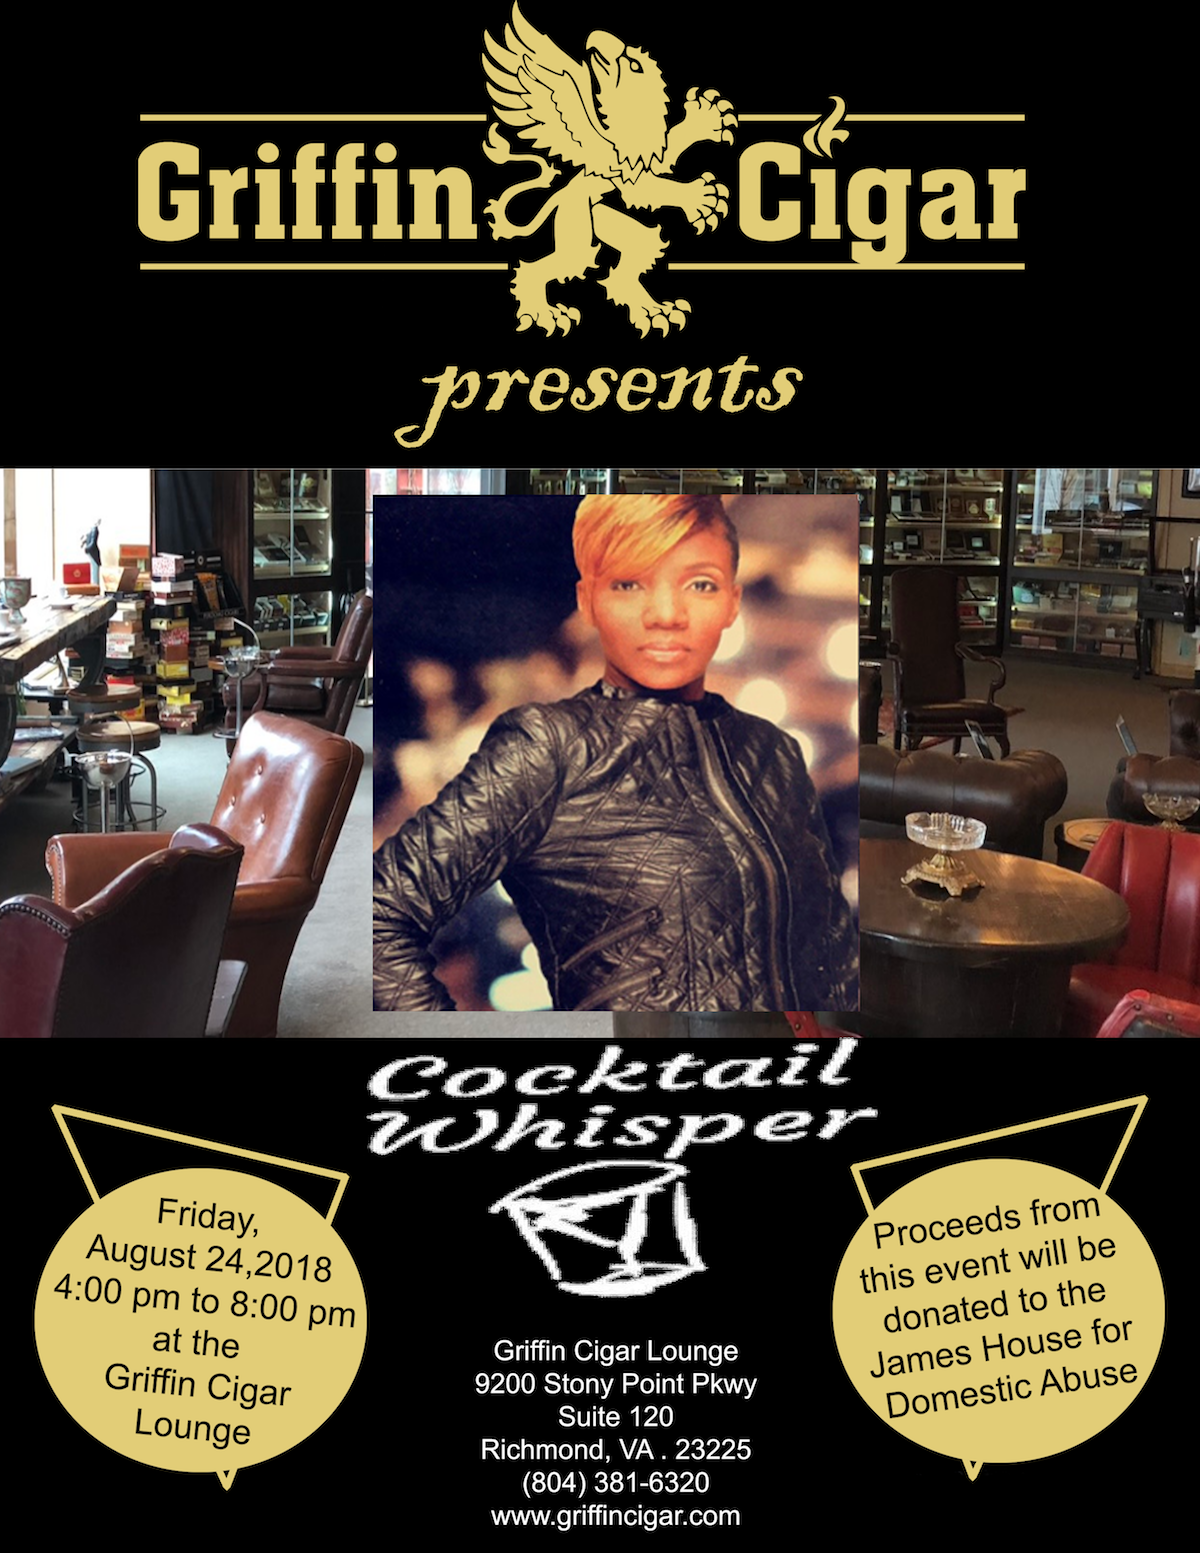 Griffin Cigar
presents
Cocktail
Whisper
Friday,
August 24,2018
4:00 pm to 8:00 pm
at the
Griffin Cigar
Lounge
Griffin Cigar Lounge
9200 Stony Point Pkwy
Suite 120
Richmond, VA . 23225
(804) 381-6320
www.griffincigar.com
Proceeds from
this event will be
donated to the
James House for
Domestic Abuse